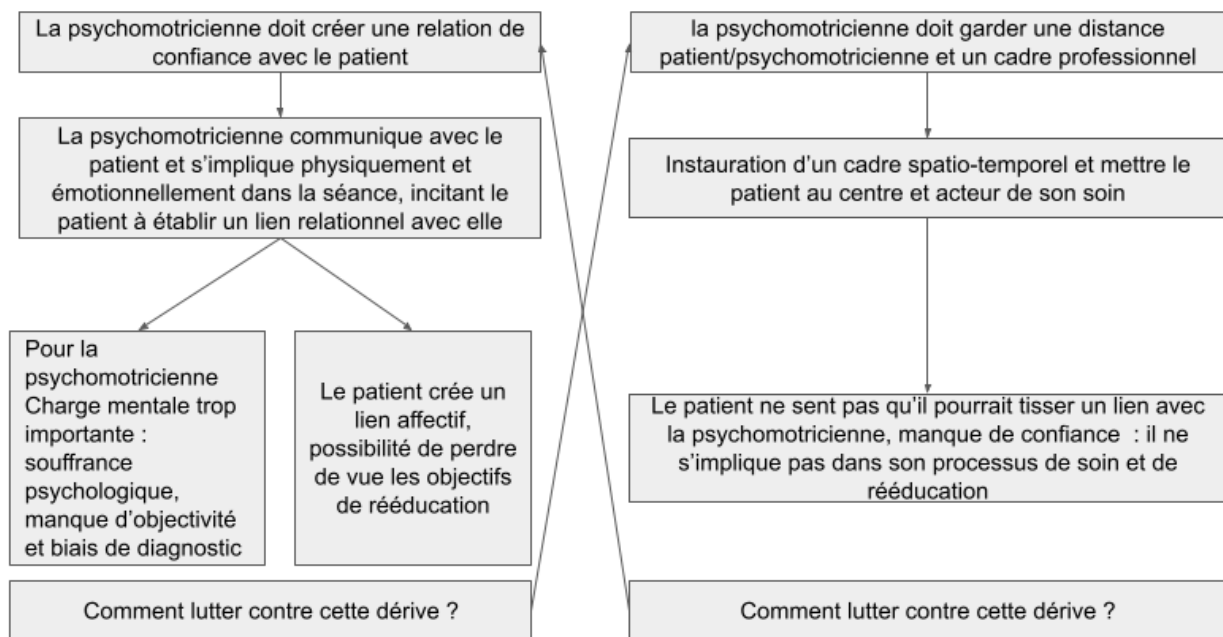 La psychomotricienne doit créer une relation de
confiance avec le patient
La psychomotricienne communique avec le
patient et s’implique physiquement et
émotionnellement dans la séance, incitant le
patient à établir un lien relationnel avec elle
Pour la
psychomotricienne
Charge mentale trop
importante :
souffrance
psychologique,
manque d’objectivité
et biais de diagnostic
Le patient crée un
lien affectif,
possibilité de perdre
de vue les objectifs
de rééducation
Comment lutter contre cette dérive ?
la psychomotricienne doit garder une distance
patient/psychomotricienne et un cadre professionnel
Instauration d’un cadre spatio-temporel et mettre le
patient au centre et acteur de son soin
Le patient ne sent pas qu’il pourrait tisser un lien avec
la psychomotricienne, manque de confiance  : il ne
s’implique pas dans son processus de soin et de
rééducation
Comment lutter contre cette dérive ?